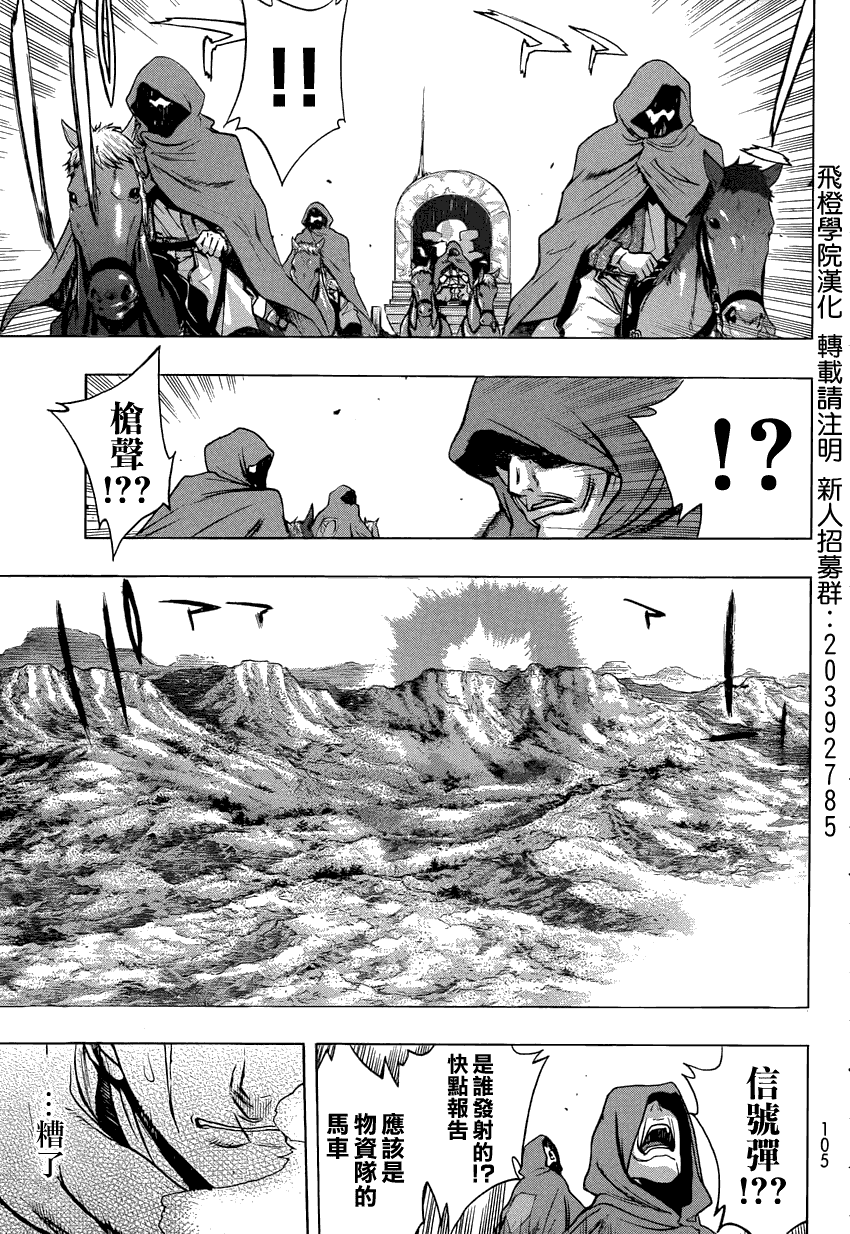 !!
!?
槍聲
!??
信號彈
!??
是誰發射的!?
快點報告
應該是
物資隊的
馬車
…糟了
飛橙學院漢化 轉載請注明 新人招募群:20392785
105